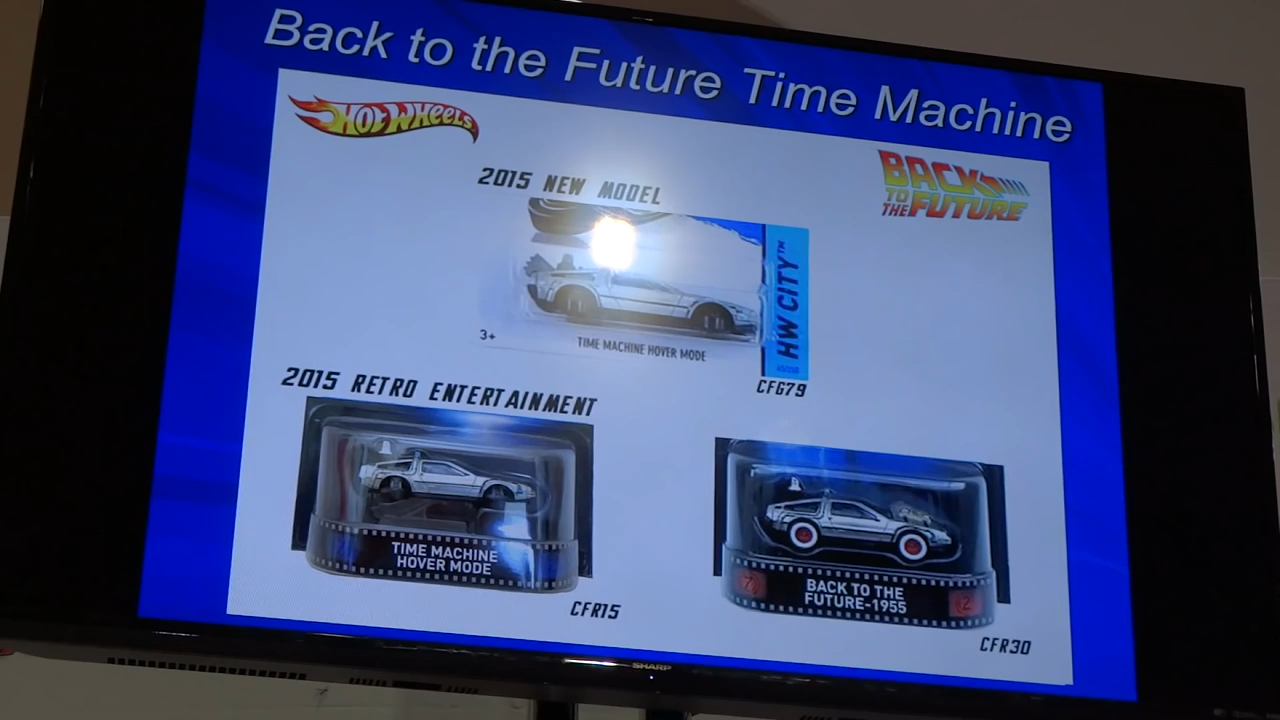 Back to the Future Time Machine
HOT WHEELS
BACK
TO THE FUTURE
2015 NEW MODEL
HW CITY™
3+
TIME MACHINE HOVER MODE
CFG79
2015 RETRO ENTERTAINMENT
TIME MACHINE
HOVER MODE
CFR15
BACK TO THE
FUTURE-1955
CFR30
SHARP